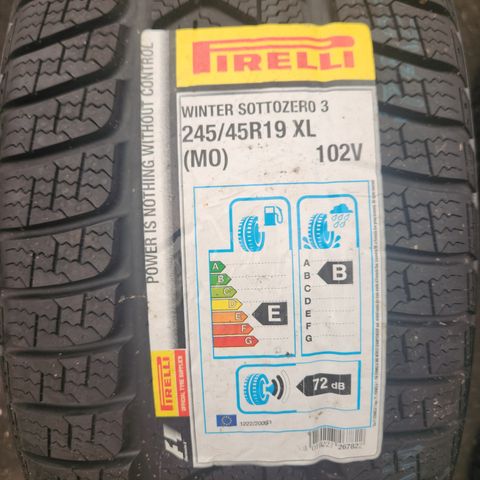 PIRELLI
WINTER SOTTOZERO 3
245/45R19 XL
(MO) 102V
POWER IS NOTHING WITHOUT CONTROL
A
B
C
D
E
F
G
E
A
B
C
D
E
F
G
B
72 dB
1222/2009
PIRELLI